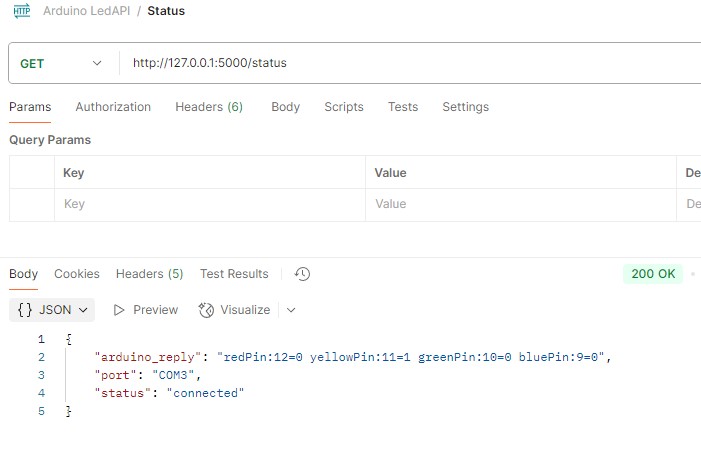 HTTP Arduino LedAPI / Status
GET http://127.0.0.1:5000/status
Params Authorization Headers (6) Body Scripts Tests Settings
Query Params
Key Value De
Key Value De
Body Cookies Headers (5) Test Results 200 OK
{} JSON Preview Visualize
1 {
2 "arduino_reply": "redPin:12=0 yellowPin:11=1 greenPin:10=0 bluePin:9=0",
3 "port": "COM3",
4 "status": "connected"
5 }